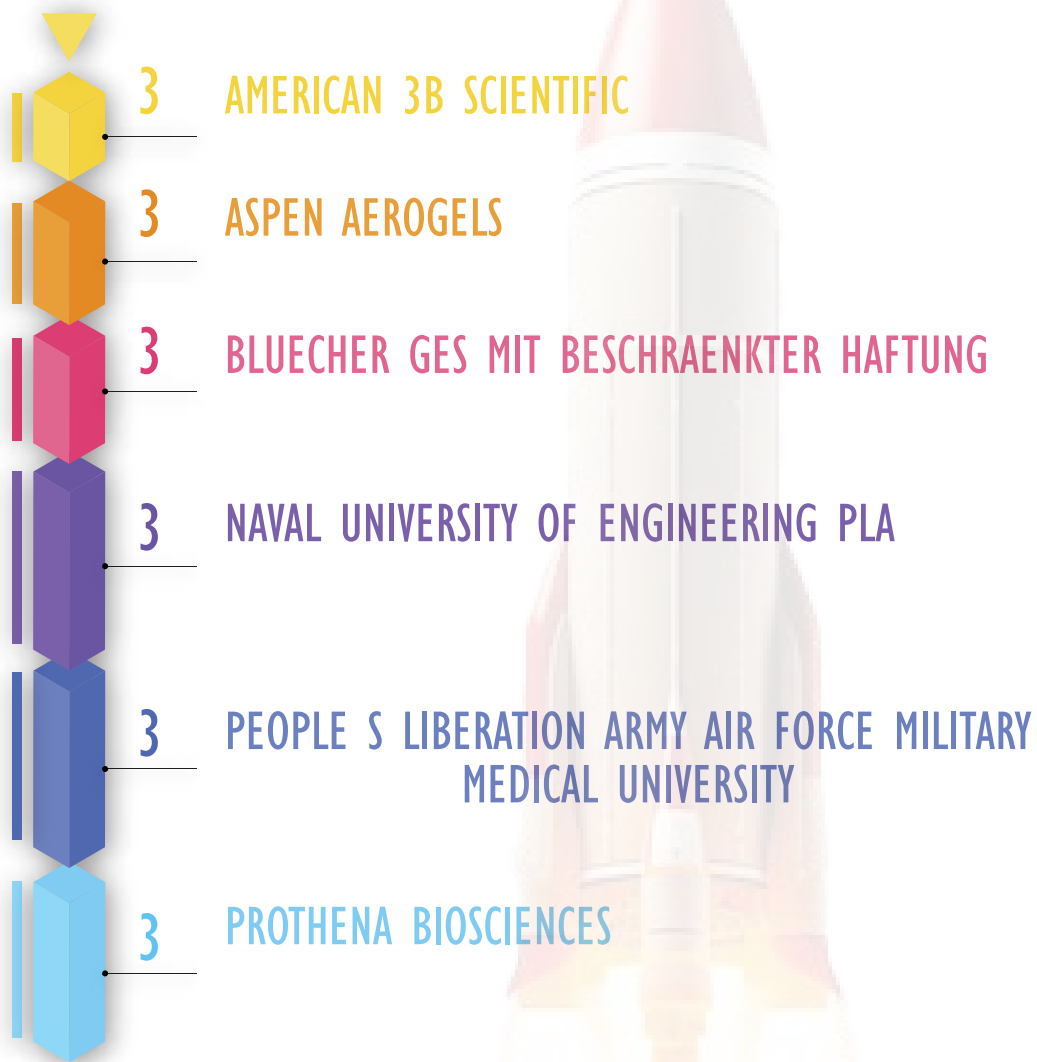 3 AMERICAN 3B SCIENTIFIC
3 ASPEN AEROGELS
3 BLUECHER GES MIT BESCHRAENKTER HAFTUNG
3 NAVAL UNIVERSITY OF ENGINEERING PLA
3 PEOPLE S LIBERATION ARMY AIR FORCE MILITARY
MEDICAL UNIVERSITY
3 PROTHENA BIOSCIENCES